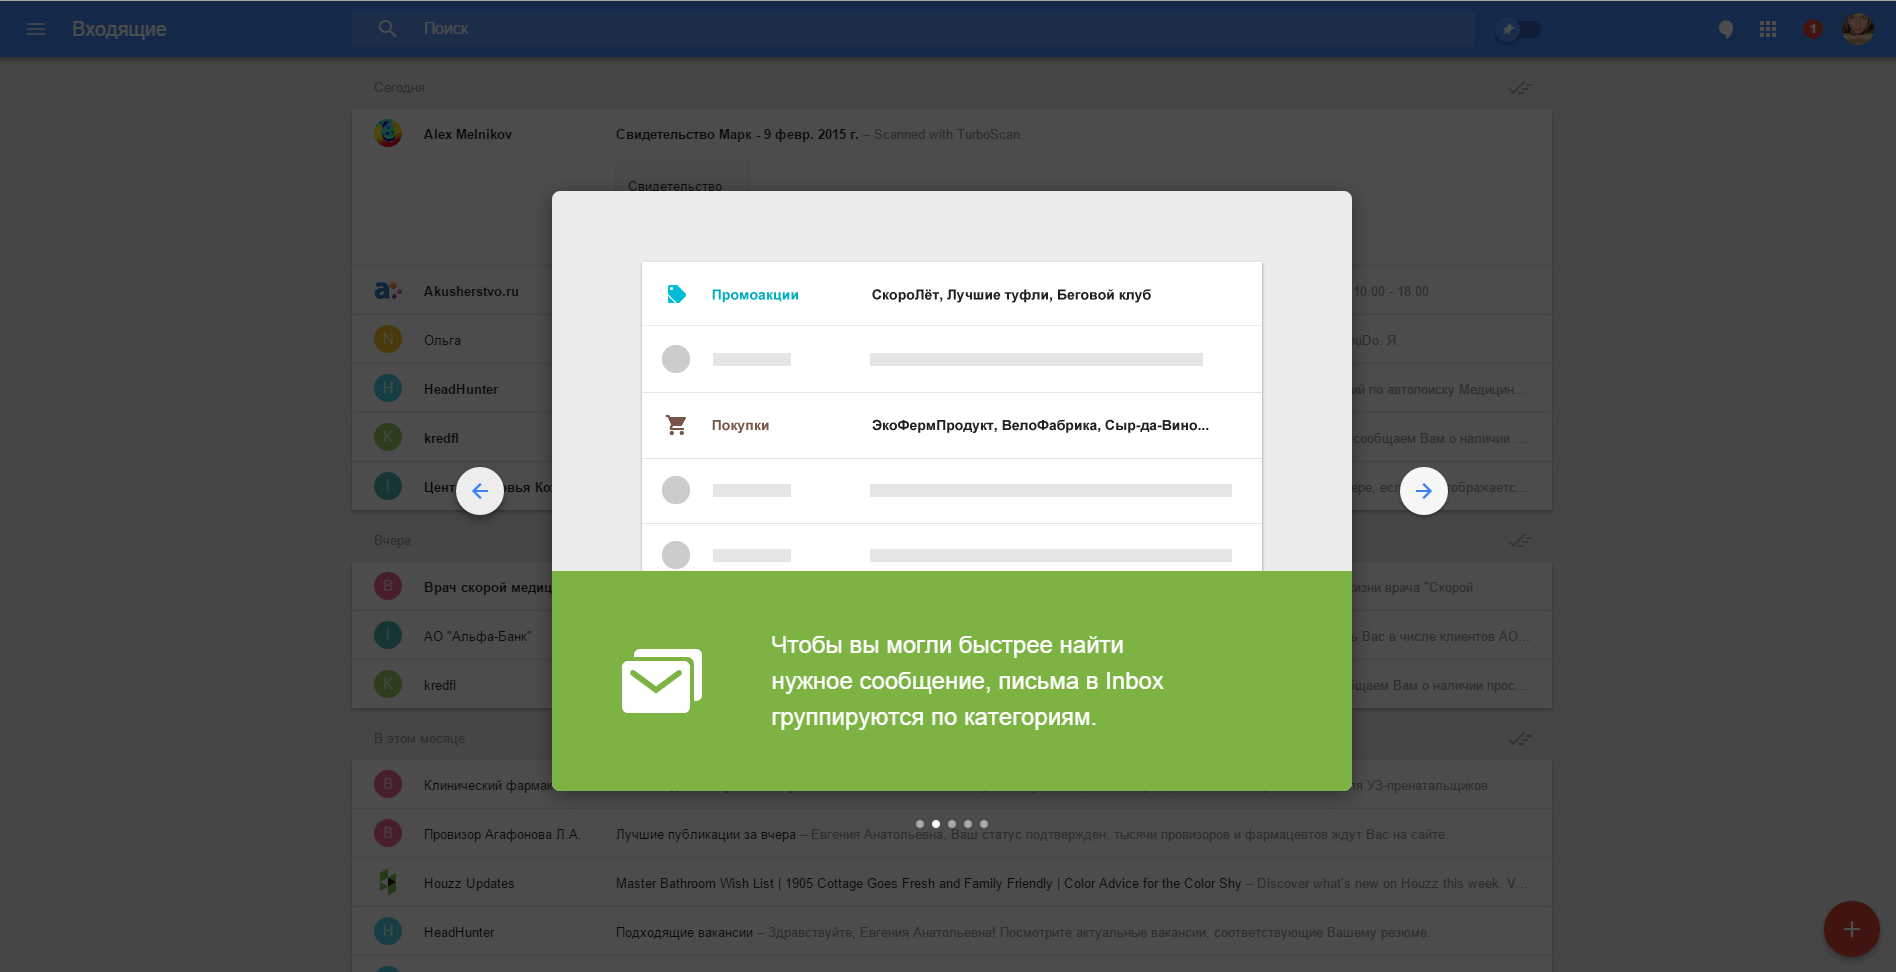 Входящие
Поиск
1
Сегодня
Alex Melnikov Свидетельство Марк - 9 февр. 2015 г. – Scanned with TurboScan.
Свидетельство
Промоакции СкороЛёт, Лучшие туфли, Беговой клуб
Akusherstvo.ru 10.00 - 18.00
N Ольга ouDo. Я
H HeadHunter ий по автопоиску Медицин...
Покупки ЭкоФермПродукт, ВелоФабрика, Сыр-да-Вино...
K kredfl сообщаем Вам о наличии ...
I Цент овья Ко ере, есл отображаетс...
Вчера
B Врач скорой медиц изни врача "Скорой
I АО "Альфа-Банк" ь Вас в числе клиентов АО...
K kredfl бщаем Вам о наличии прос...
Чтобы вы могли быстрее найти
нужное сообщение, письма в Inbox
группируются по категориям.
В этом месяце
B Клинический фармак ля УЗ-пренатальщиков
B Провизор Агафонова Л.А. Лучшие публикации за вчера – Евгения Анатольевна, Ваш статус подтвержден, тысячи провизоров и фармацевтов ждут Вас на сайте.
Houzz Updates Master Bathroom Wish List | 1905 Cottage Goes Fresh and Family Friendly | Color Advice for the Color Shy – Discover what's new on Houzz this week. V...
H HeadHunter Подходящие вакансии – Здравствуйте, Евгения Анатольевна! Посмотрите актуальные вакансии, соответствующие Вашему резюме.